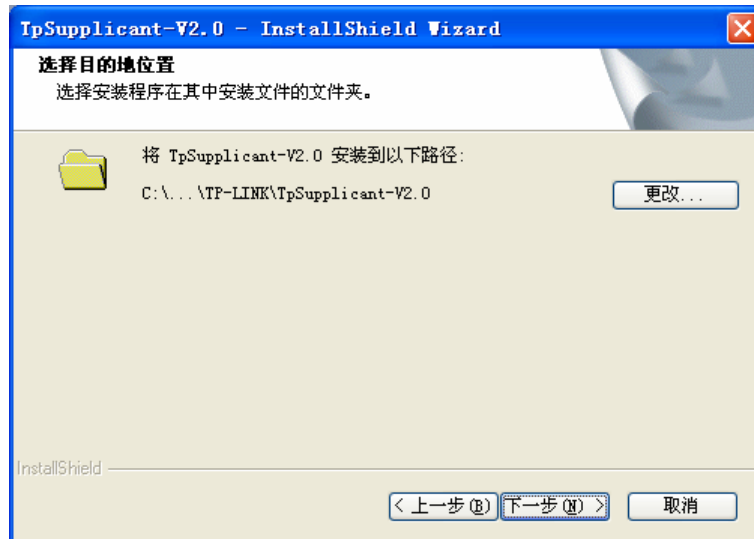 TpSupplicant-V2.0 - InstallShield Wizard
选择目的地位置
选择安装程序在其中安装文件的文件夹。
将 TpSupplicant-V2.0 安装到以下路径:
C:\...\TP-LINK\TpSupplicant-V2.0
更改...
InstallShield
< 上一步(B) 下一步(N) > 取消